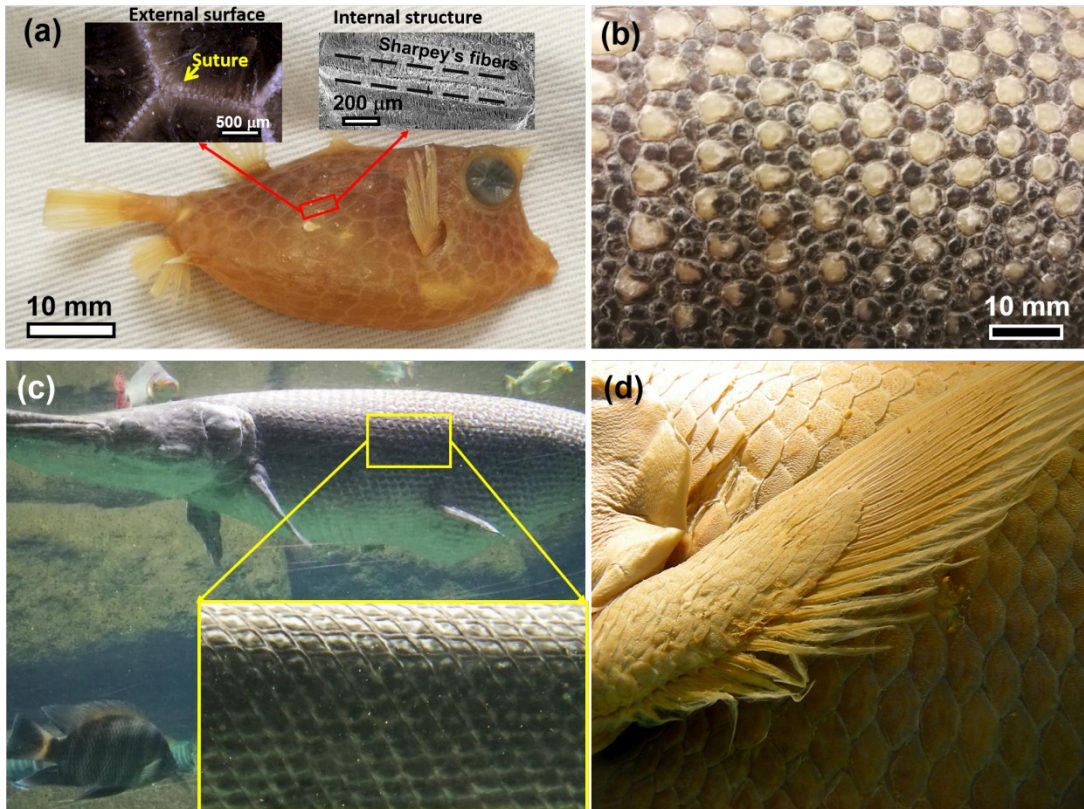 External surface
Internal structure
(a)
Suture
500 μm
Sharpey's fibers
200 μm
10 mm
(b)
10 mm
(c)
(d)